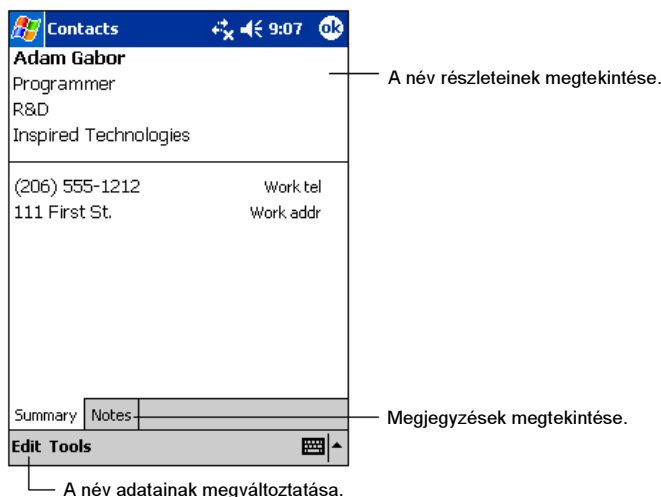 Contacts 9:07 ok
Adam Gabor
Programmer
R&D
Inspired Technologies
A név részleteinek megtekintése.
(206) 555-1212 Work tel
111 First St. Work addr
Summary Notes
Megjegyzések megtekintése.
Edit Tools
A név adatainak megváltoztatása.